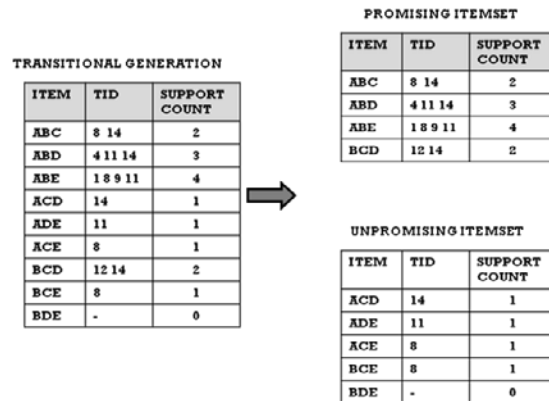 TRANSITIONAL GENERATION
ITEM TID SUPPORT COUNT
ABC 8 14 2
ABD 4 11 14 3
ABE 1 8 9 11 4
ACD 14 1
ADE 11 1
ACE 8 1
BCD 12 14 2
BCE 8 1
BDE - 0
PROMISING ITEMSET
ITEM TID SUPPORT COUNT
ABC 8 14 2
ABD 4 11 14 3
ABE 1 8 9 11 4
BCD 12 14 2
UNPROMISING ITEMSET
ITEM TID SUPPORT COUNT
ACD 14 1
ADE 11 1
ACE 8 1
BCE 8 1
BDE - 0